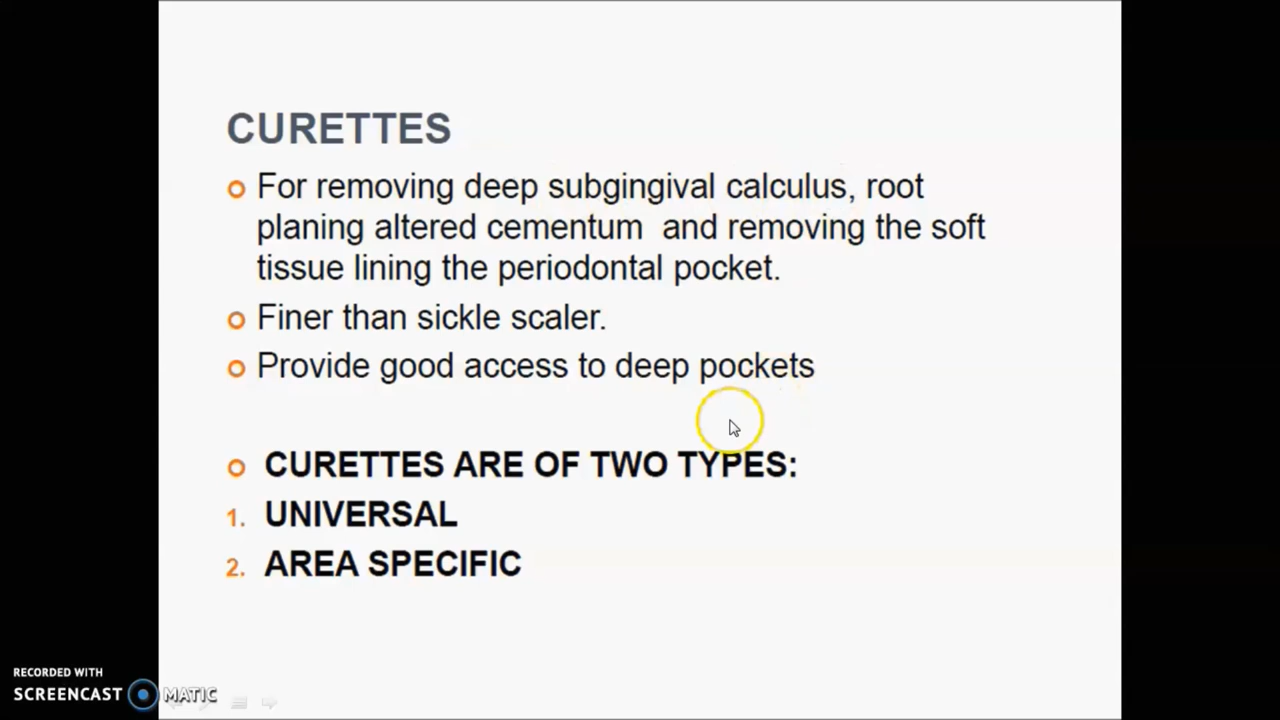 CURETTES
For removing deep subgingival calculus, root
planing altered cementum and removing the soft
tissue lining the periodontal pocket.
Finer than sickle scaler.
Provide good access to deep pockets
CURETTES ARE OF TWO TYPES:
1. UNIVERSAL
2. AREA SPECIFIC
RECORDED WITH
SCREENCAST MATIC